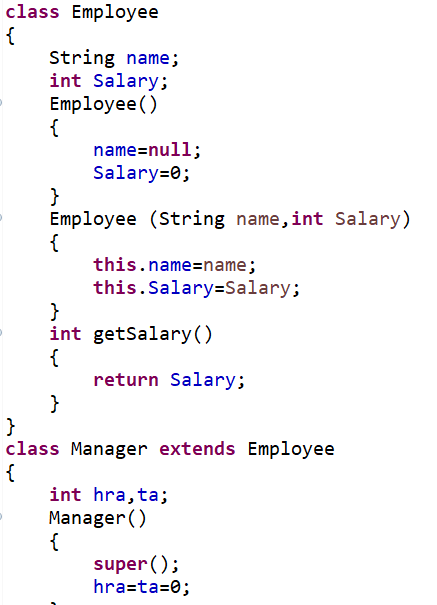 class Employee
{
    String name;
    int Salary;
    Employee()
    {
        name=null;
        Salary=0;
    }
    Employee (String name,int Salary)
    {
        this.name=name;
        this.Salary=Salary;
    }
    int getSalary()
    {
        return Salary;
    }
}
class Manager extends Employee
{
    int hra,ta;
    Manager()
    {
        super();
        hra=ta=0;